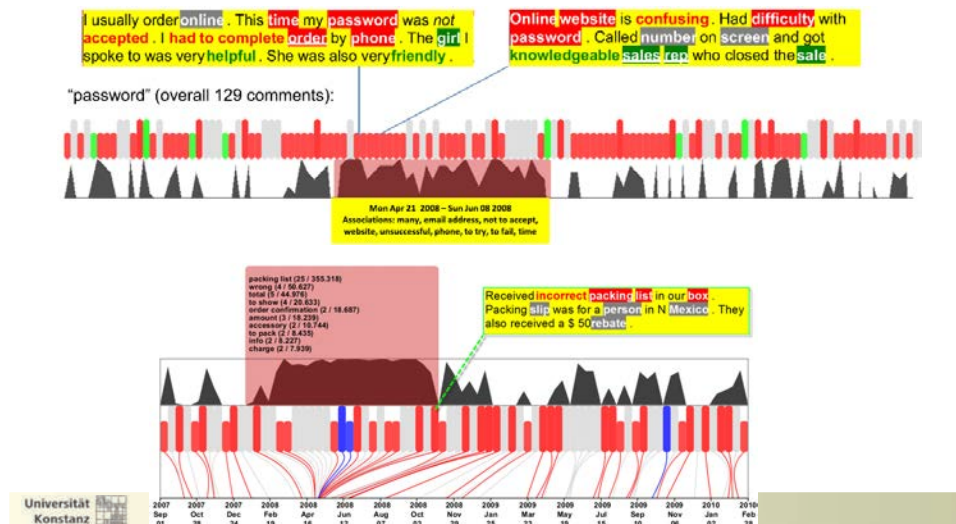 I usually order online . This time my password was not
accepted . I had to complete order by phone . The girl I
spoke to was very helpful . She was also very friendly .
Online website is confusing . Had difficulty with
password . Called number on screen and got
knowledgeable sales rep who closed the sale .
“password” (overall 129 comments):
Mon Apr 21 2008 – Sun Jun 08 2008
Associations: many, email address, not to accept,
website, unsuccessful, phone, to try, to fail, time
packing list (25 / 355.318)
wrong (4 / 50.627)
total (5 / 44.976)
to show (4 / 20.633)
order confirmation (2 / 18.687)
amount (3 / 18.239)
accessory (2 / 10.744)
to pack (2 / 8.435)
info (2 / 8.227)
charge (2 / 7.939)
Received incorrect packing list in our box .
Packing slip was for a person in N Mexico . They
also received a $ 50 rebate .
2007 2007 2007 2008 2008 2008 2008 2008 2008 2009 2009 2009 2009 2009 2009 2010 2010
Sep Oct Dec Feb Apr Jun Aug Oct Nov Jan Mar May Jul Sep Nov Jan Feb
Universität
Konstanz